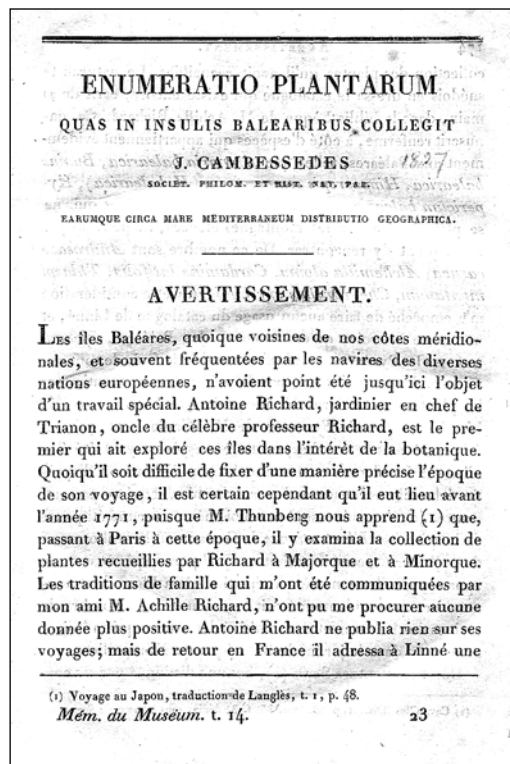 ENUMERATIO PLANTARUM
QUAS IN INSULIS BALEARIBUS COLLEGIT
J. CAMBESSEDES 1827
SOCIET. PHILOM. ET HIST. NAT. PAR.
EARUMQUE CIRCA MARE MEDITERRANEUM DISTRIBUTIO GEOGRAPHICA.
AVERTISSEMENT.
Les îles Baléares, quoique voisines de nos côtes méridio-
nales, et souvent fréquentées par les navires des diverses
nations européennes, n'avoient point été jusqu'ici l'objet
d'un travail spécial. Antoine Richard, jardinier en chef de
Trianon, oncle du célèbre professeur Richard, est le pre-
mier qui ait exploré ces îles dans l'intérêt de la botanique.
Quoiqu'il soit difficile de fixer d'une manière précise l'époque
de son voyage, il est certain cependant qu'il eut lieu avant
l'année 1771, puisque M. Thunberg nous apprend (1) que,
passant à Paris à cette époque, il y examina la collection de
plantes recueillies par Richard à Majorque et à Minorque.
Les traditions de famille qui m'ont été communiquées par
mon ami M. Achille Richard, n'ont pu me procurer aucune
donnée plus positive. Antoine Richard ne publia rien sur ses
voyages; mais de retour en France il adressa à Linné une
(1) Voyage au Japon, traduction de Langlès, t. 1, p. 48.
Mém. du Muséum. t. 14. 23